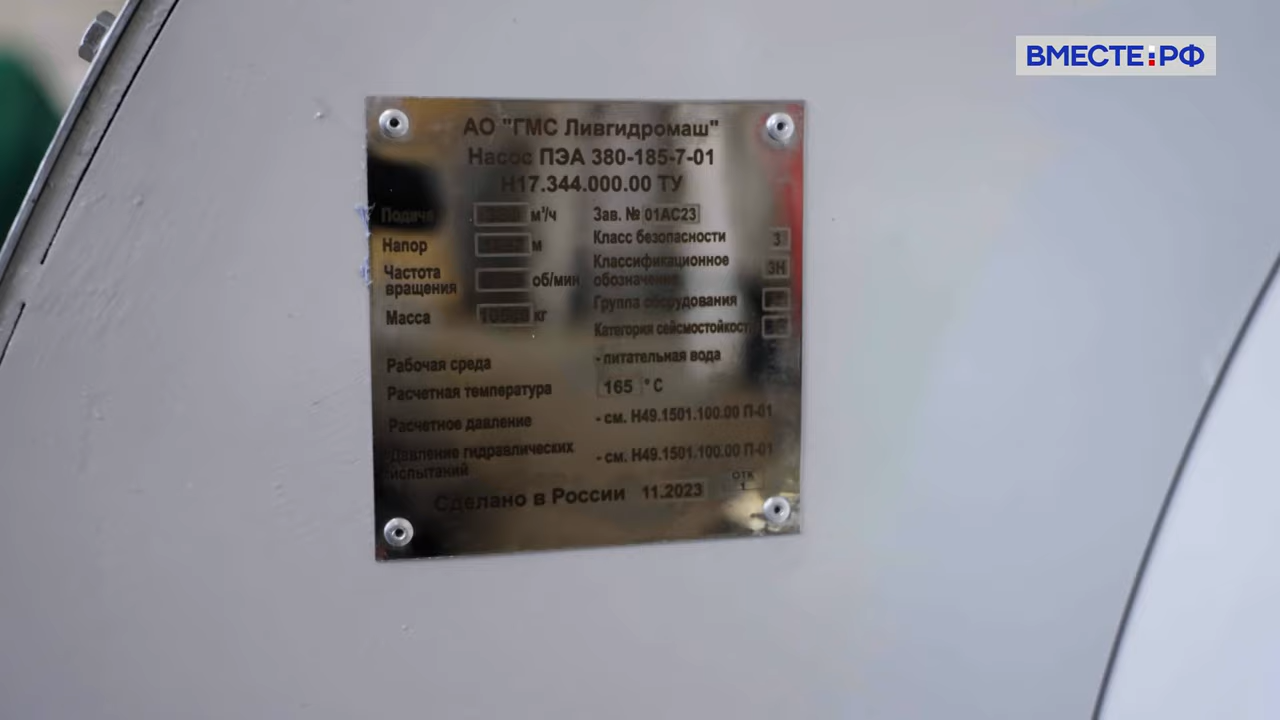 ВМЕСТЕ:РФ
АО "ГМС Ливгидромаш"
Насос ПЭА 380-185-7-01
Н17.344.000.00 ТУ
Подача м³/ч
Напор м
Частота вращения об/мин
Масса кг
Зав. № 01АС23
Класс безопасности 3
Классификационное обозначение 3Н
Группа оборудования
Категория сейсмостойкости
Рабочая среда - питательная вода
Расчетная температура 165 °С
Расчетное давление - см. Н49.1501.100.00 П-01
Давление гидравлических испытаний - см. Н49.1501.100.00 П-01
Сделано в России 11.2023 ОТК 1